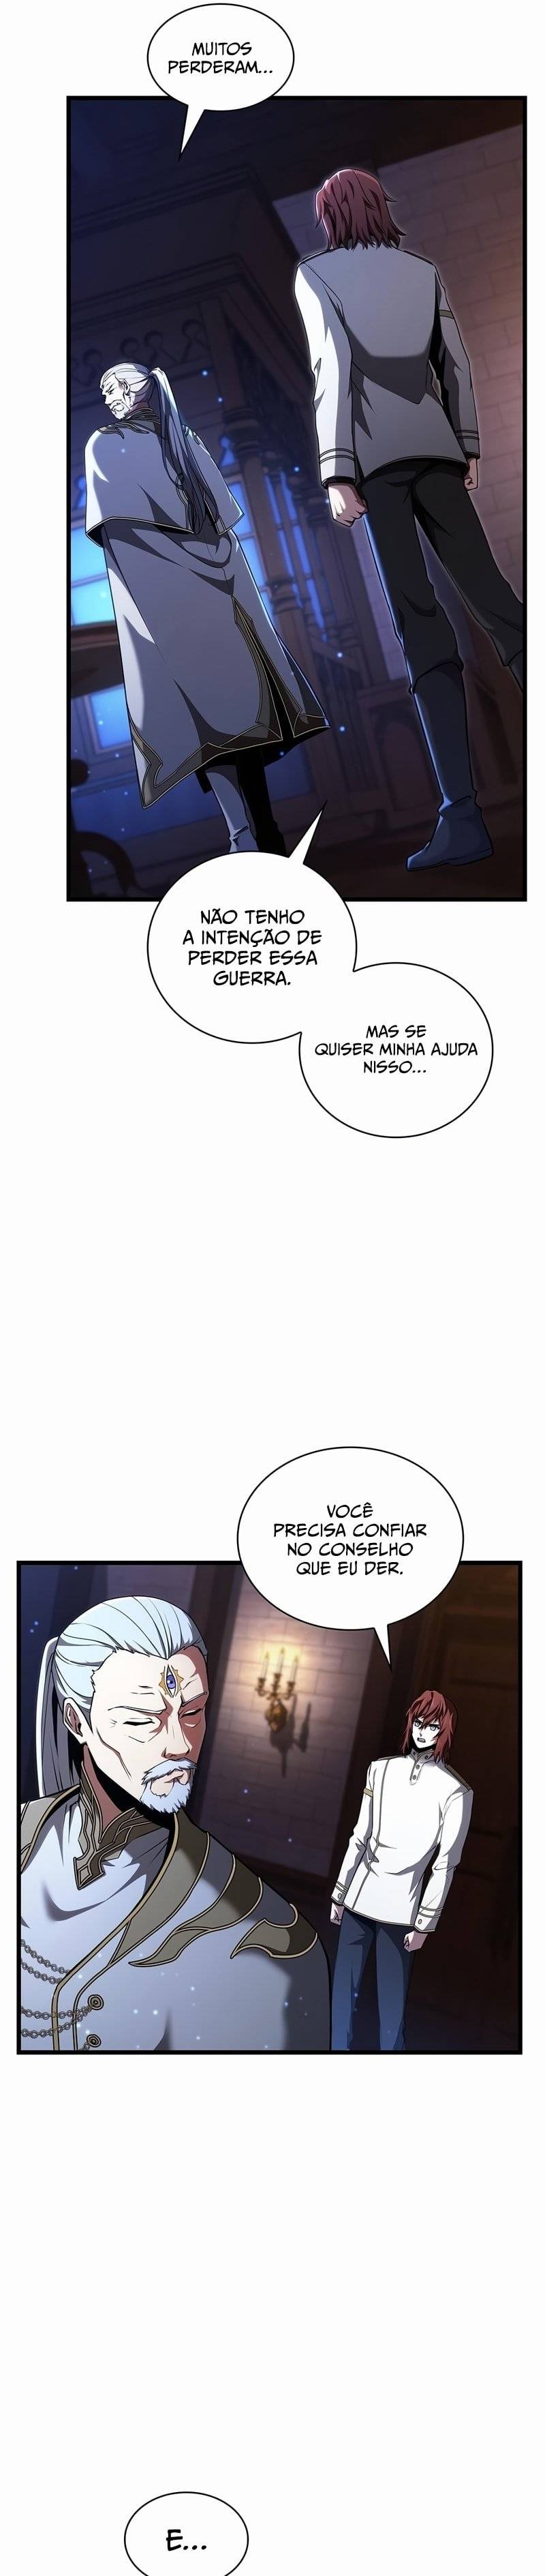 MUITOS
PERDERAM...
NÃO TENHO
A INTENÇÃO DE
PERDER ESSA
GUERRA.
MAS SE
QUISER MINHA AJUDA
NISSO...
VOCÊ
PRECISA CONFIAR
NO CONSELHO
QUE EU DER.
E...